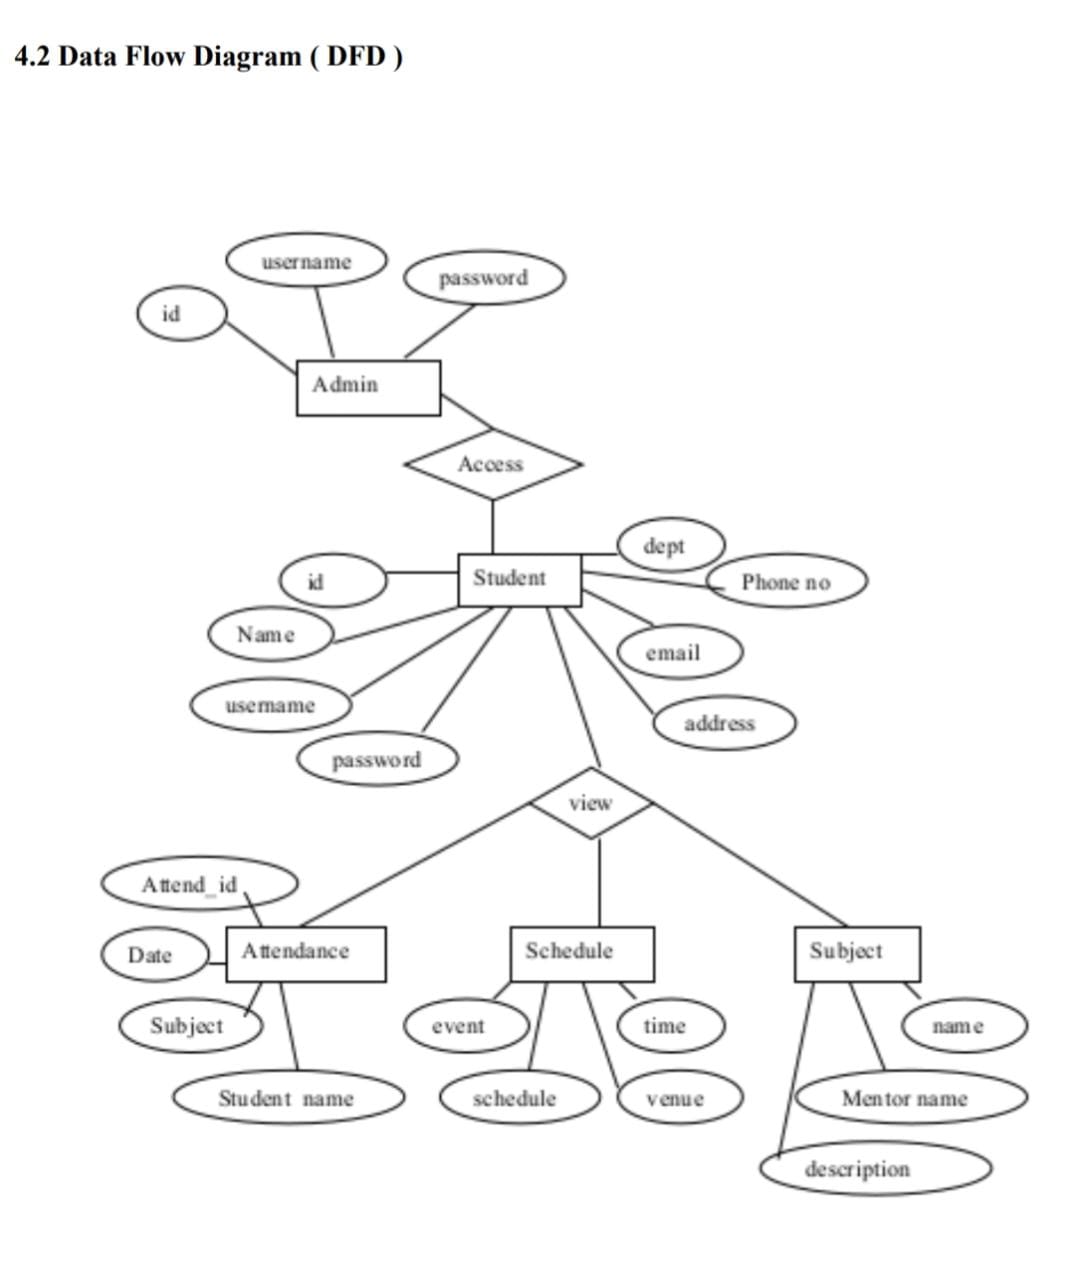 4.2 Data Flow Diagram ( DFD )
username
password
id
Admin
Access
dept
id
Student
Phone no
Name
email
username
address
password
view
Attend_id
Date
Attendance
Schedule
Subject
Subject
event
time
name
Student name
schedule
venue
Mentor name
description